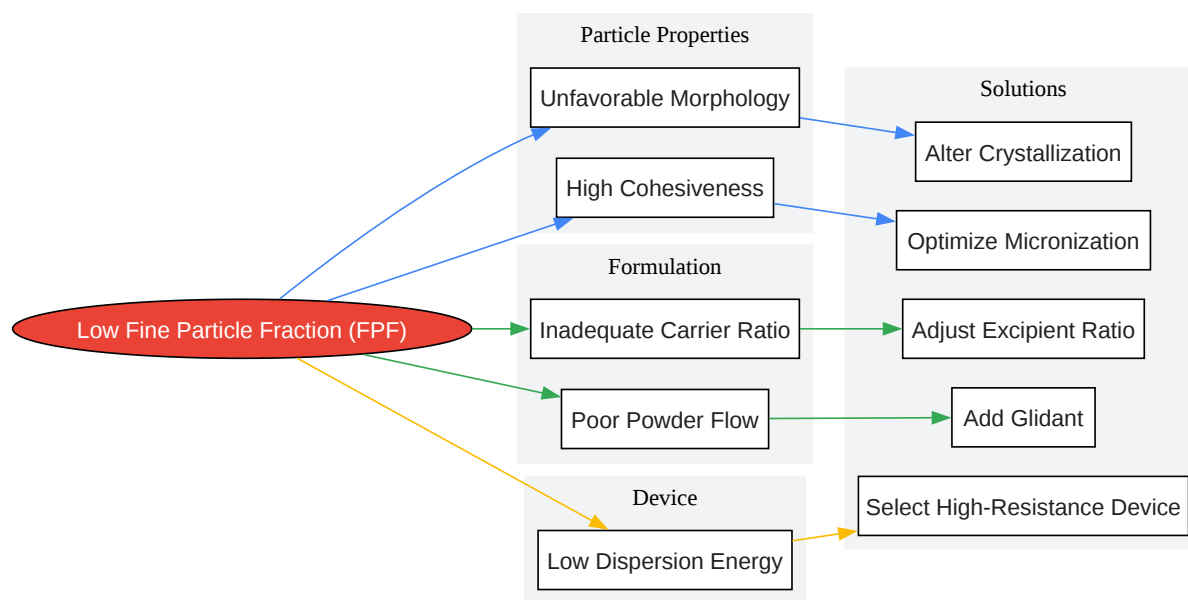 Particle Properties
Unfavorable Morphology
High Cohesiveness
Formulation
Low Fine Particle Fraction (FPF)
Inadequate Carrier Ratio
Poor Powder Flow
Device
Low Dispersion Energy
Solutions
Alter Crystallization
Optimize Micronization
Adjust Excipient Ratio
Add Glidant
Select High-Resistance Device